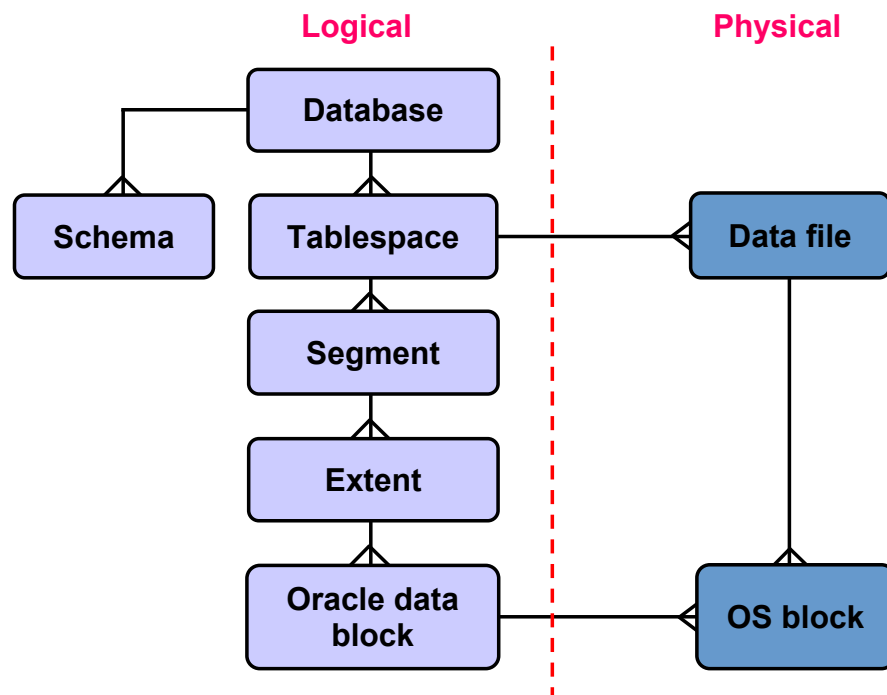 Logical
Physical
Database
Schema
Tablespace
Data file
Segment
Extent
Oracle data
block
OS block